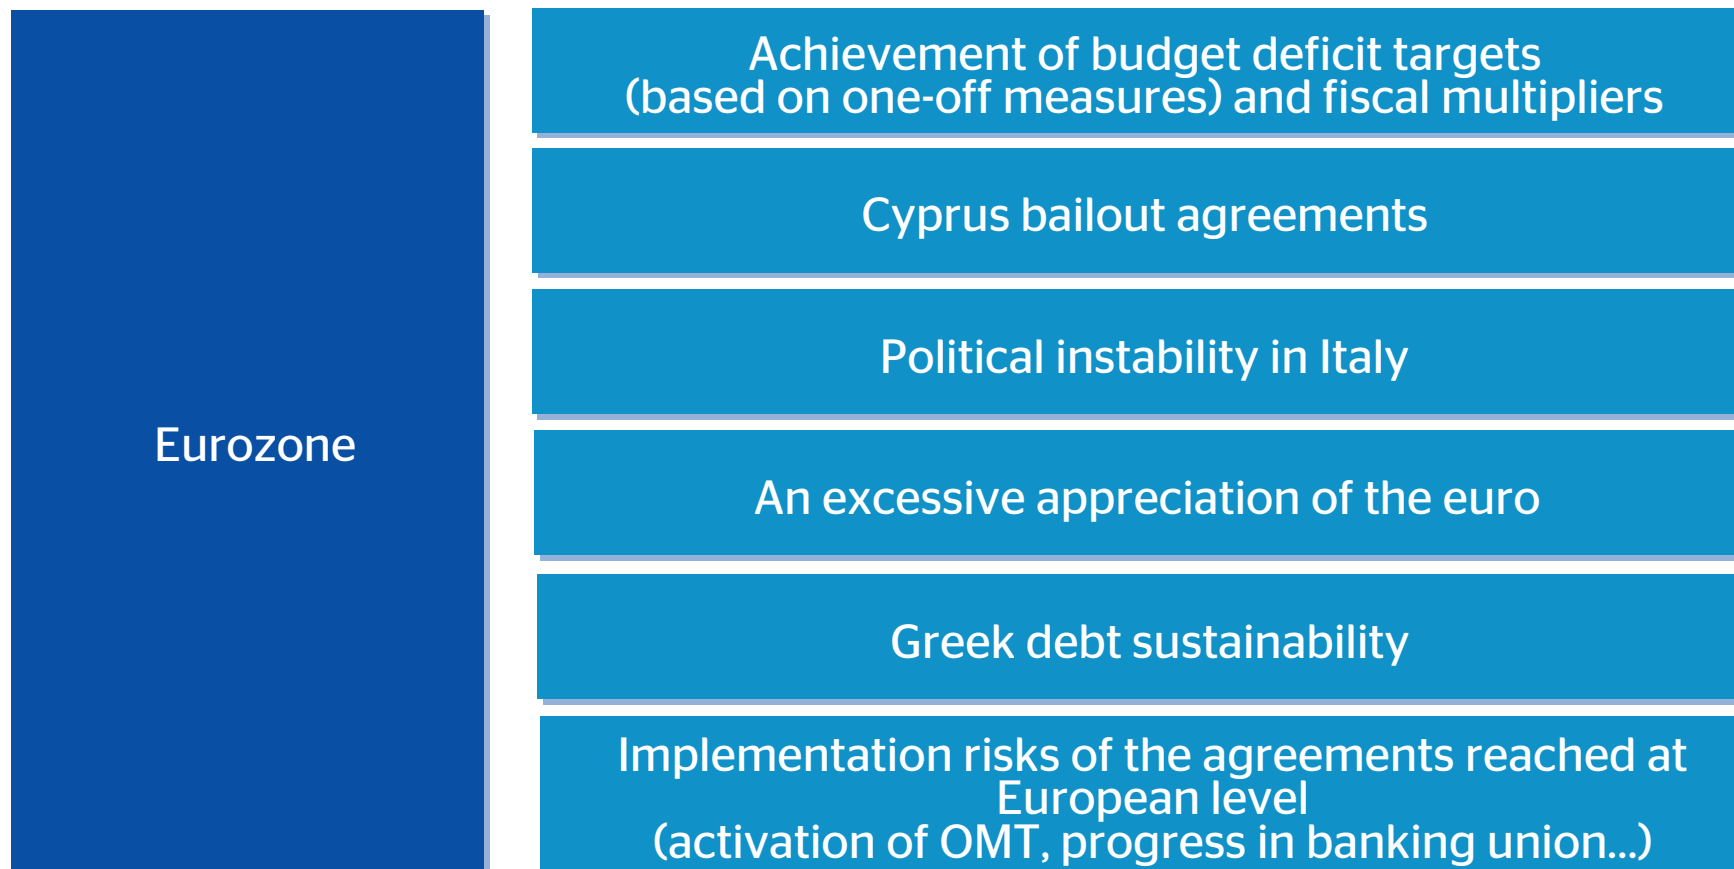 Eurozone
Achievement of budget deficit targets
(based on one-off measures) and fiscal multipliers
Cyprus bailout agreements
Political instability in Italy
An excessive appreciation of the euro
Greek debt sustainability
Implementation risks of the agreements reached at
European level
(activation of OMT, progress in banking union...)